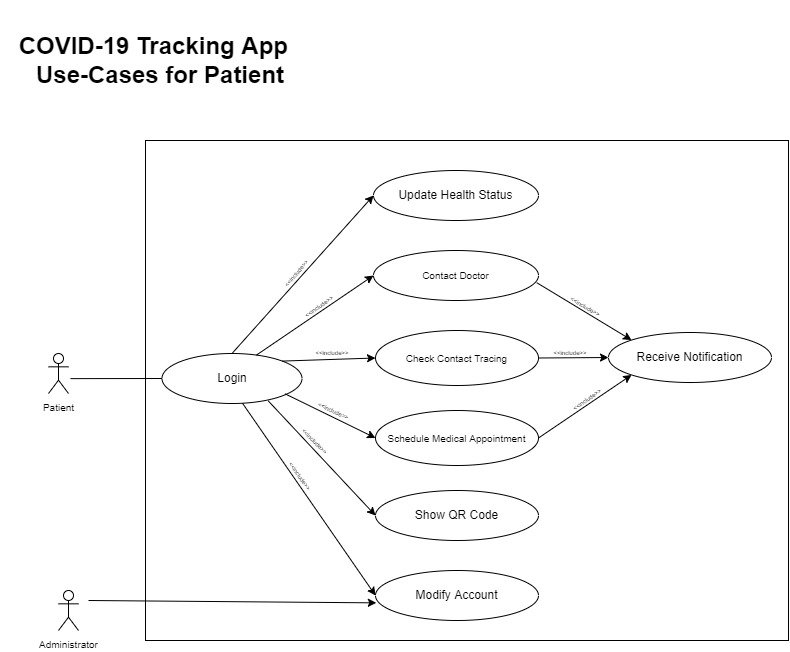 COVID-19 Tracking App
Use-Cases for Patient
Update Health Status
<<include>>
Contact Doctor
<<include>>
<<include>>
<<include>>
<<include>>
Check Contact Tracing
Receive Notification
Login
Patient
<<include>>
<<include>>
Schedule Medical Appointment
<<include>>
<<include>>
Show QR Code
Modify Account
Administrator